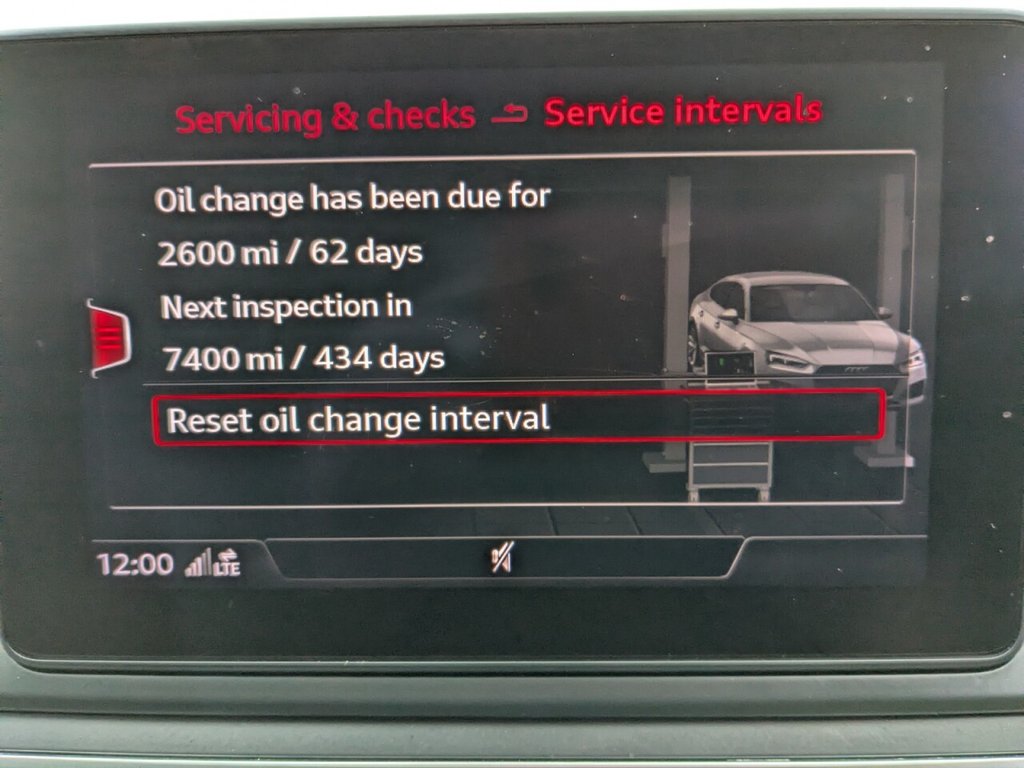 Servicing & checks Service intervals
Oil change has been due for
2600 mi / 62 days
Next inspection in
7400 mi / 434 days
Reset oil change interval
12:00 LTE